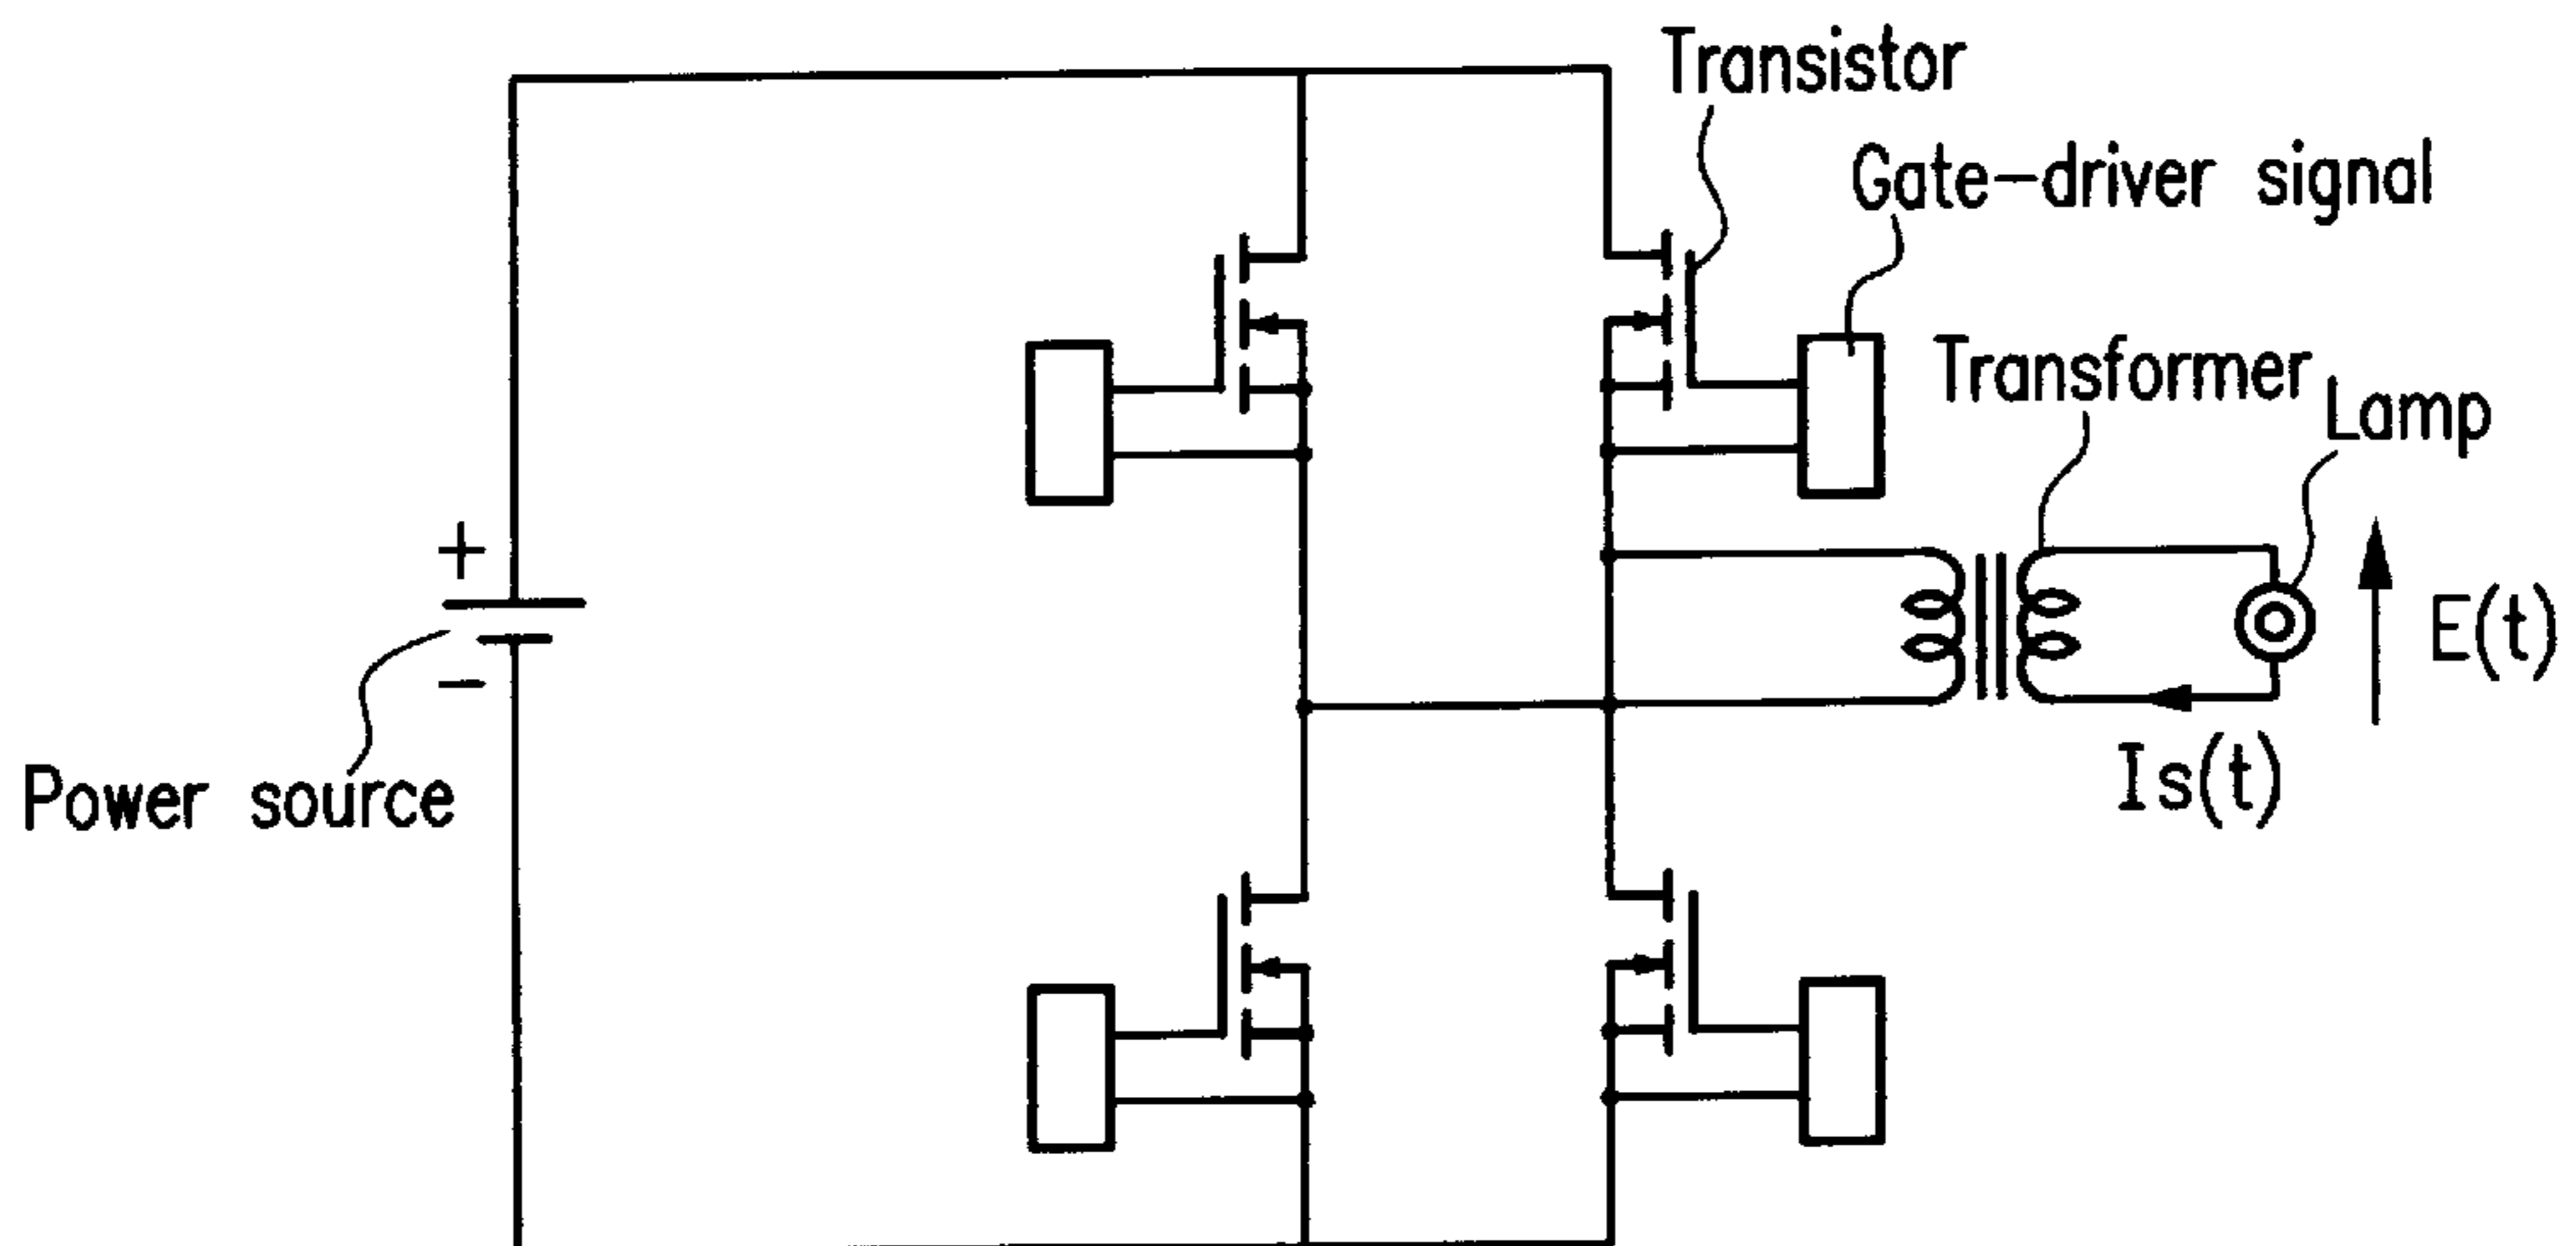 Transistor
Gate-driver signal
Transformer
Lamp
+
E(t)
−
Is(t)
Power source